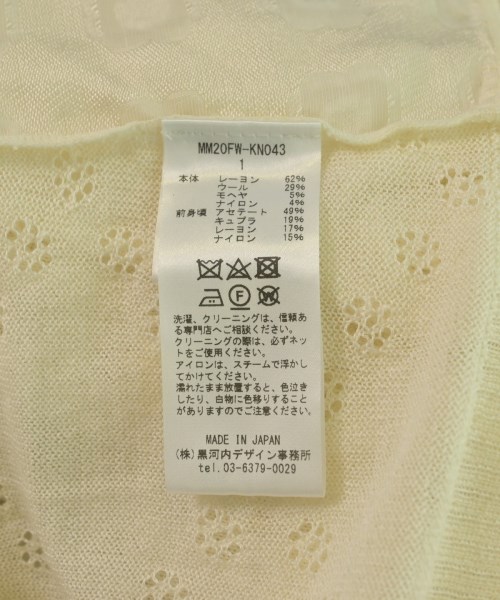 MM20FW-KN043
1
本体 レーヨン 62%
ウール 29%
モヘヤ 5%
ナイロン 4%
前身頃 アセテート 49%
キュプラ 19%
レーヨン 17%
ナイロン 15%
F W
洗濯、クリーニングは、信頼あ
る専門店へご相談ください。
クリーニングの際は、必ずネッ
トをご使用ください。
アイロンは、スチームで浮かし
てかけてください。
濡れたまま放置すると、色泣き
したり、白物に色移りすること
がありますのでご注意ください。
MADE IN JAPAN
(株)黒河内デザイン事務所
tel. 03-6379-0029